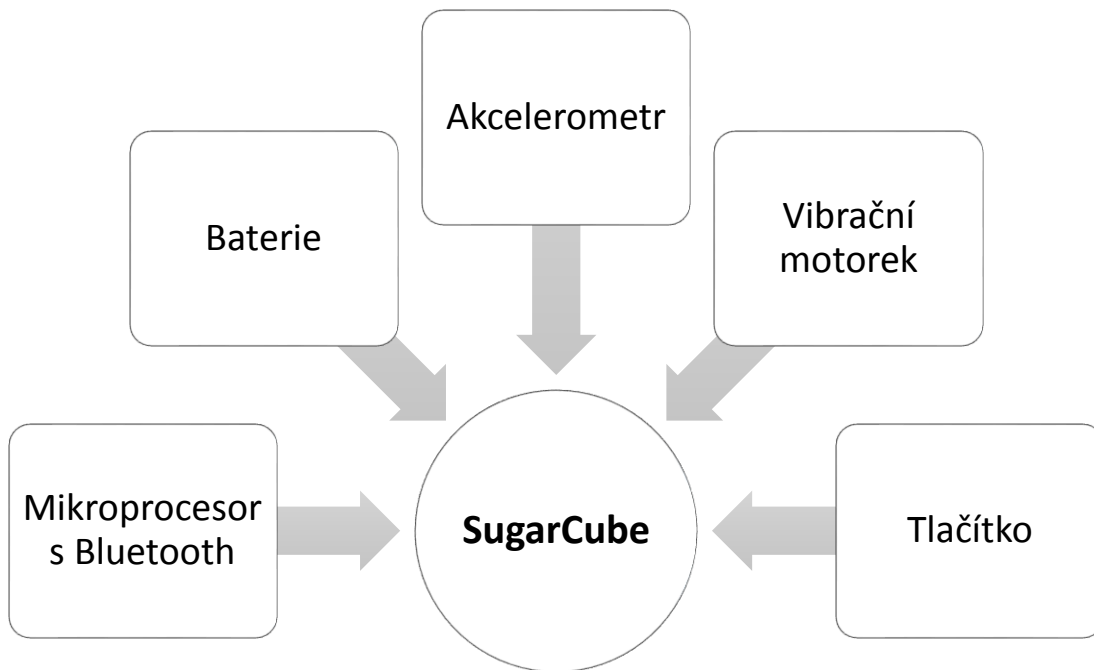 Akcelerometr
Baterie
Vibrační
motorek
Mikroprocesor
s Bluetooth
SugarCube
Tlačítko